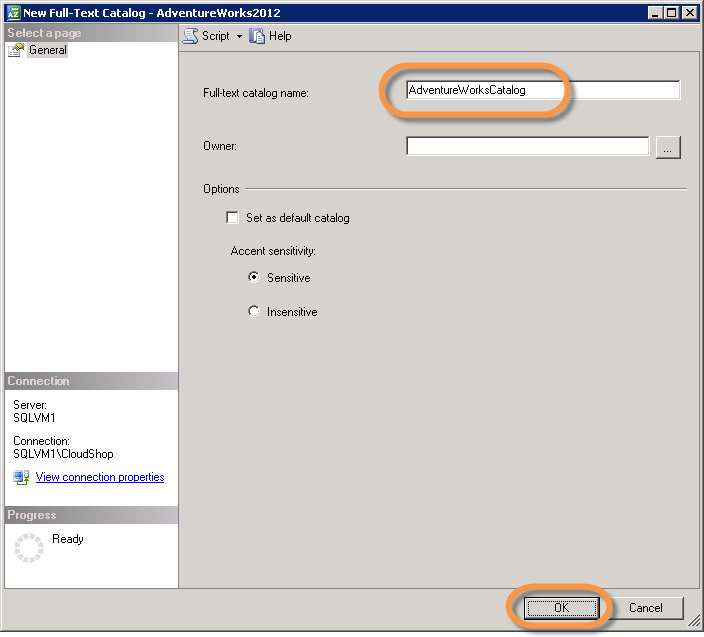 New Full-Text Catalog - AdventureWorks2012
Select a page
General
Script
Help
Full-text catalog name:
AdventureWorksCatalog
Owner:
...
Options
Set as default catalog
Accent sensitivity:
Sensitive
Insensitive
Connection
Server:
SQLVM1
Connection:
SQLVM1\CloudShop
View connection properties
Progress
Ready
OK
Cancel